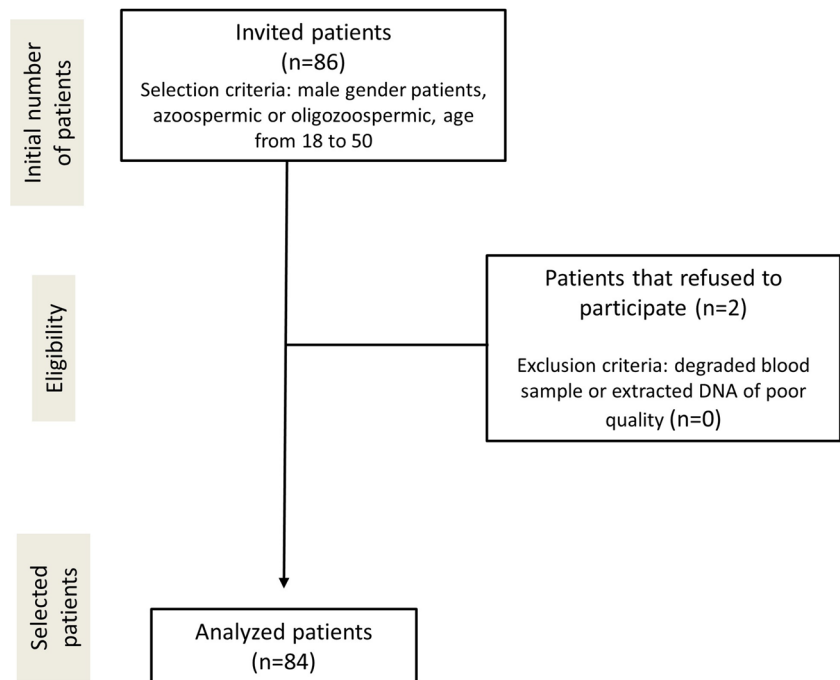 Initial number
of patients
Invited patients
(n=86)
Selection criteria: male gender patients,
azoospermic or oligozoospermic, age
from 18 to 50
Eligibility
Patients that refused to
participate (n=2)
Exclusion criteria: degraded blood
sample or extracted DNA of poor
quality (n=0)
Selected
patients
Analyzed patients
(n=84)